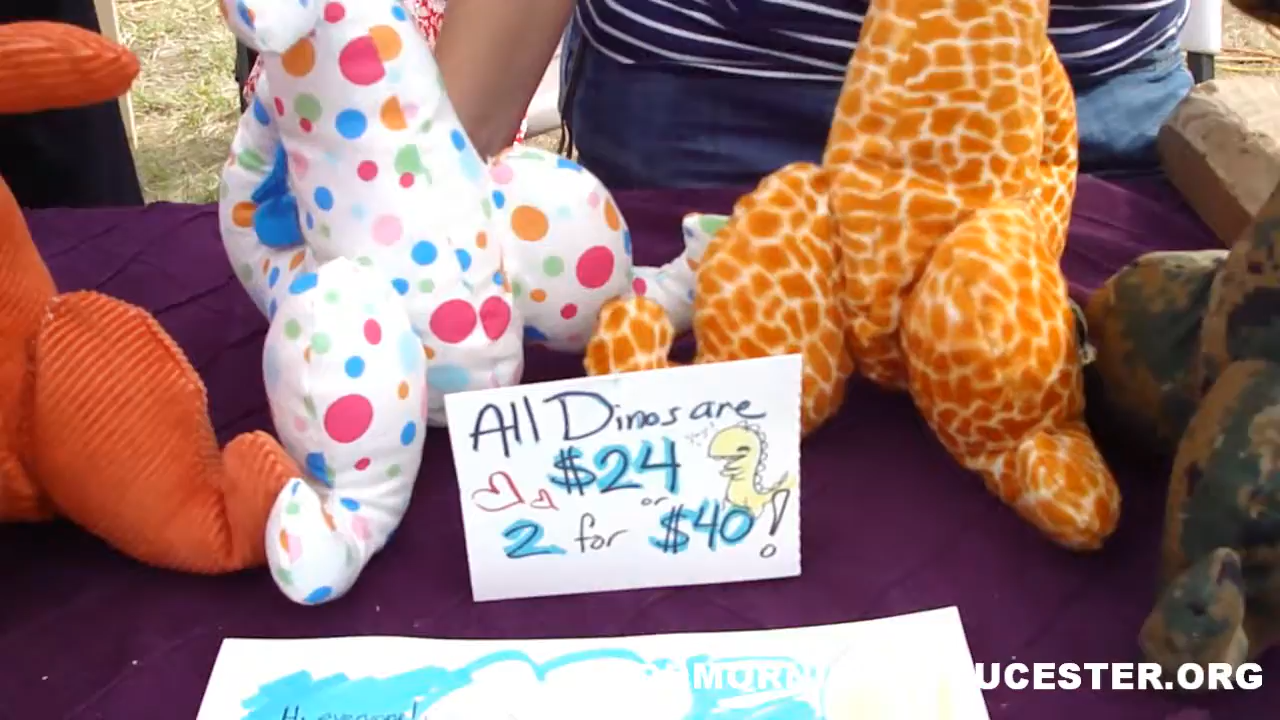 All Dinos are
$24
or
2 for $40!
Hi everyone!
UCESTER.ORG